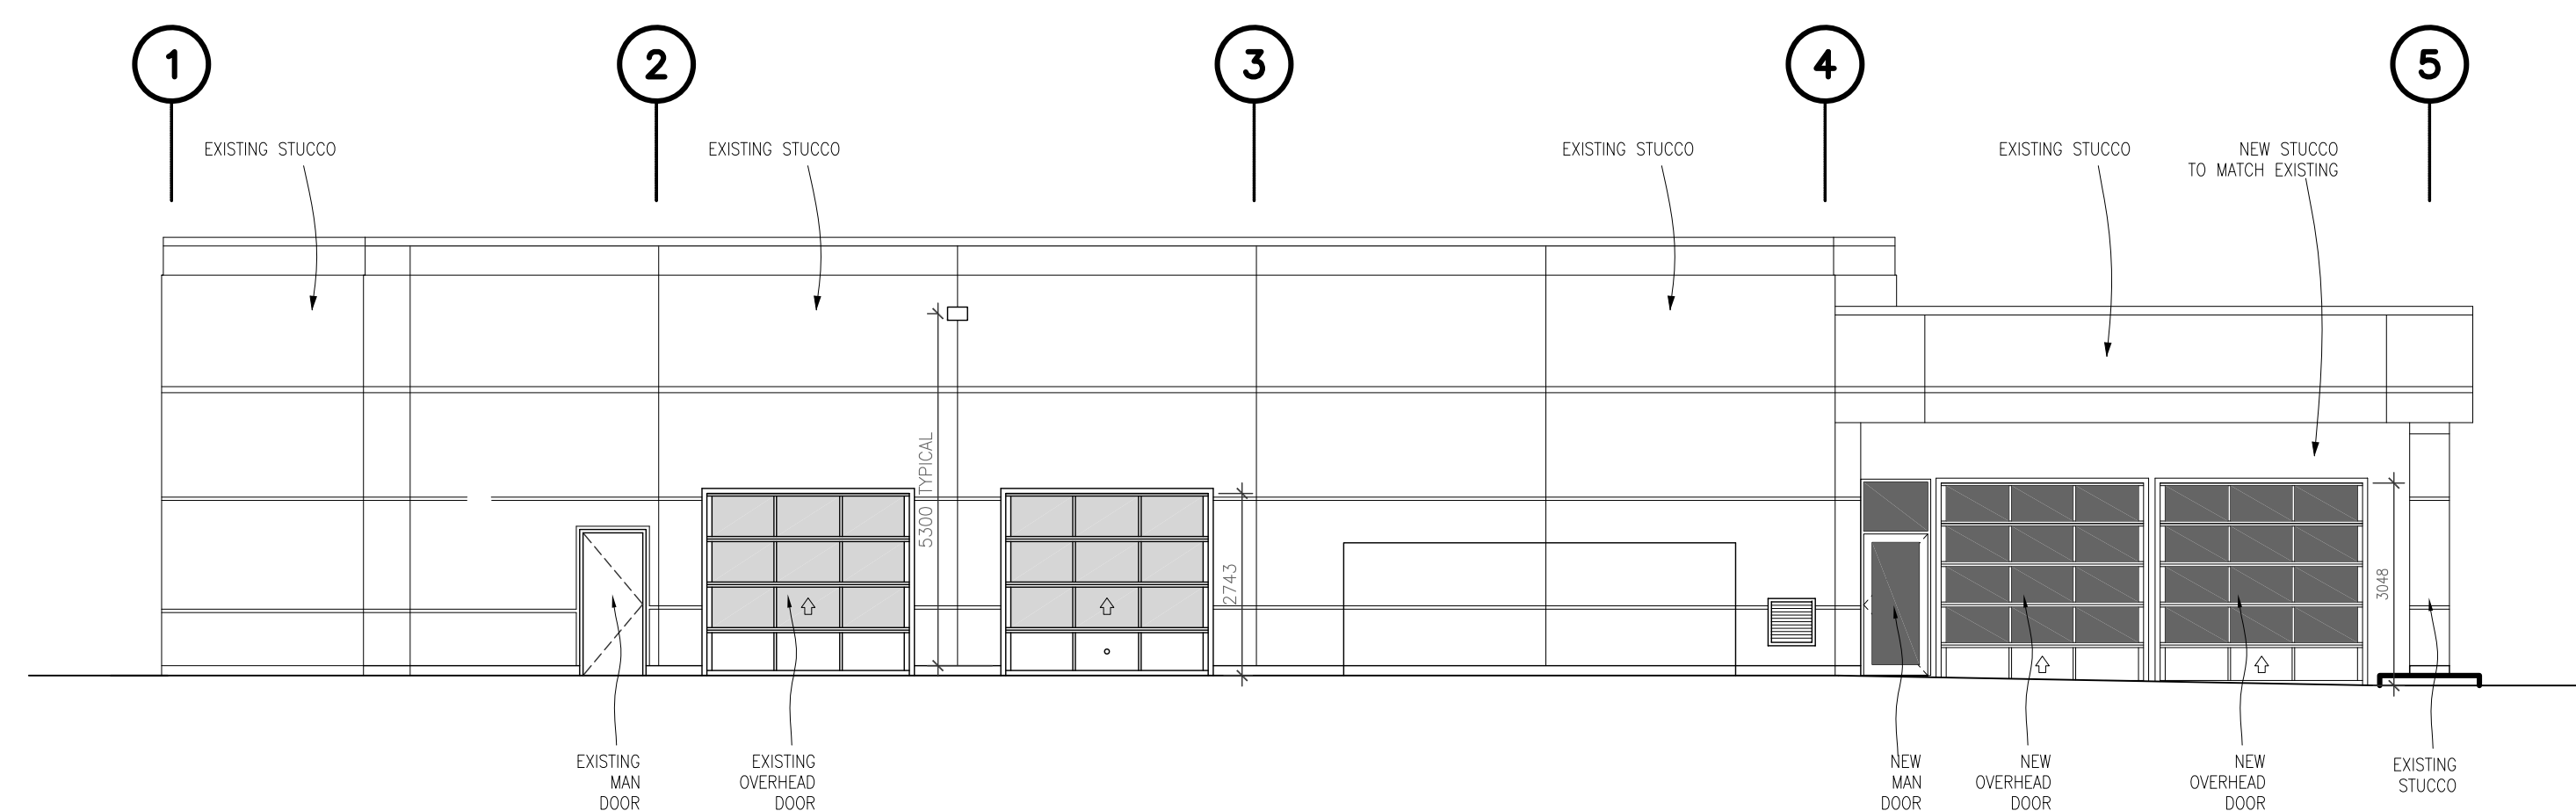 1
2
3
4
5
EXISTING STUCCO
EXISTING STUCCO
EXISTING STUCCO
EXISTING STUCCO
NEW STUCCO
TO MATCH EXISTING
5300 TYPICAL
2743
3048
EXISTING
MAN
DOOR
EXISTING
OVERHEAD
DOOR
NEW
MAN
DOOR
NEW
OVERHEAD
DOOR
NEW
OVERHEAD
DOOR
EXISTING
STUCCO